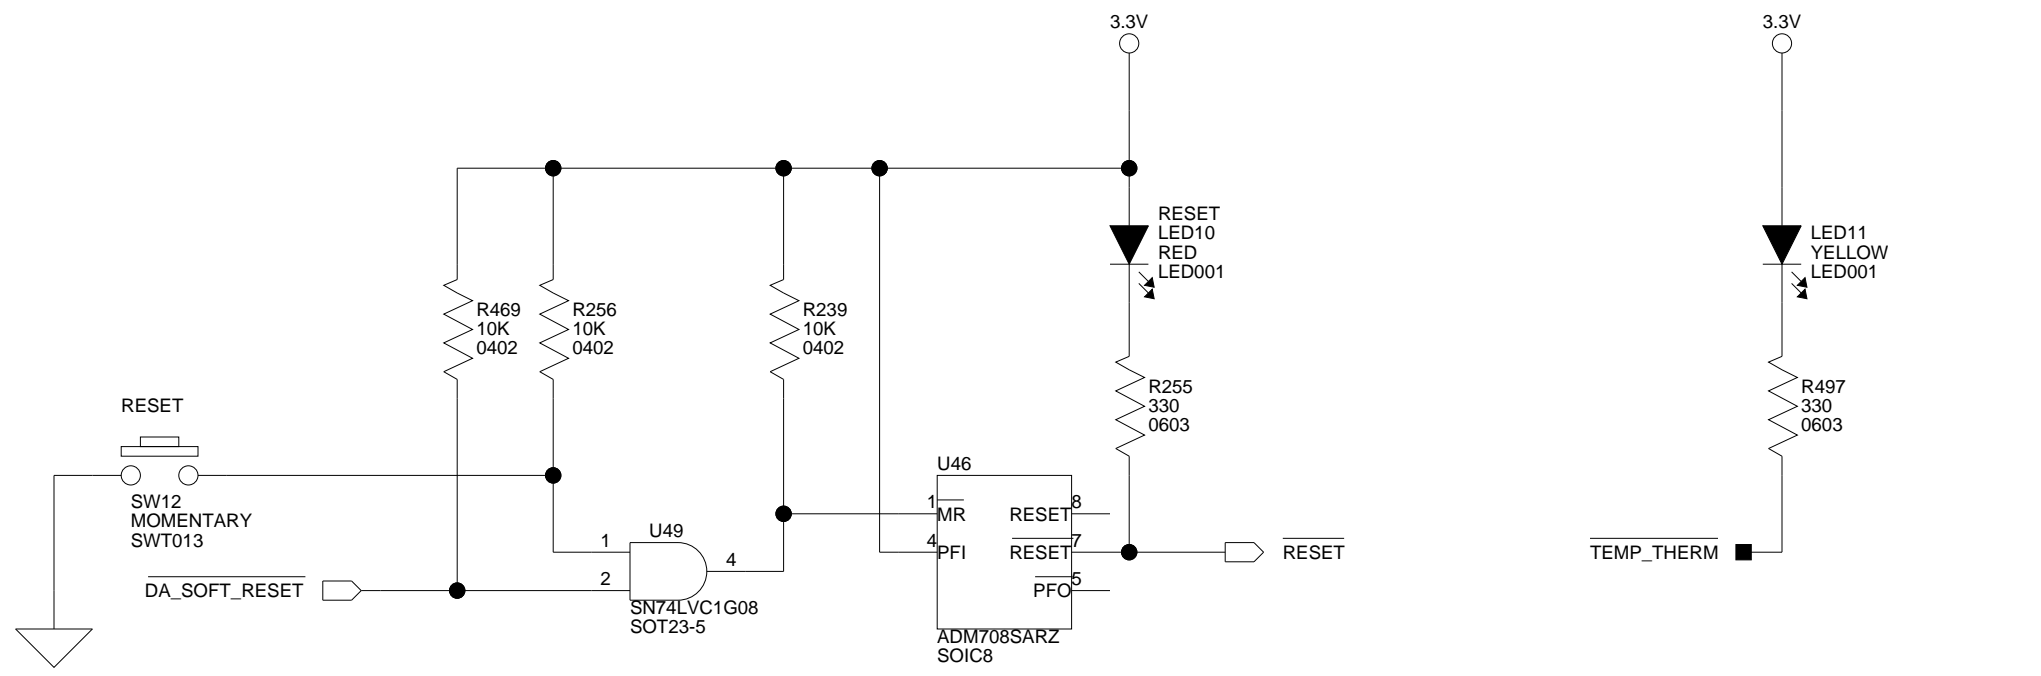 3.3V
3.3V
RESET
LED10
RED
LED001
LED11
YELLOW
LED001
R469
10K
0402
R256
10K
0402
R239
10K
0402
R255
330
0603
R497
330
0603
RESET
SW12
MOMENTARY
SWT013
DA_SOFT_RESET
U49
1
2
4
SN74LVC1G08
SOT23-5
U46
1
MR
4
PFI
RESET
8
RESET
7
PFO
5
ADM708SARZ
SOIC8
RESET
TEMP_THERM